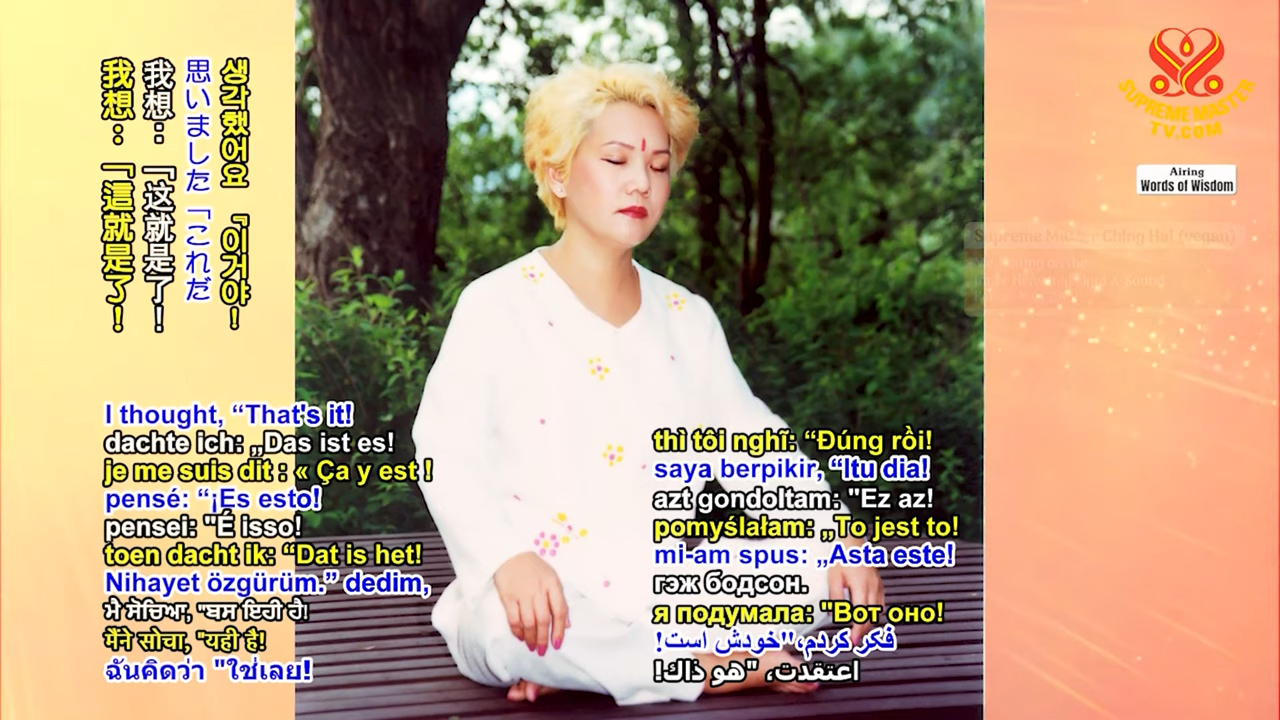 我想：「這就是了！
我想：「这就是了！
思いました「これだ
생각했어요 『이거야！
I thought, “That's it!
dachte ich: „Das ist es!
je me suis dit : « Ça y est !
pensé: “¡Es esto!
pensei: "É isso!
toen dacht ik: “Dat is het!
Nihayet özgürüm.” dedim,
ਮੈਂ ਸੋਚਿਆ, "ਬਸ ਇਹੀ ਹੈ!
मैंने सोचा, "यही है!
ฉันคิดว่า "ใช่เลย!
thì tôi nghĩ: “Đúng rồi!
saya berpikir, “Itu dia!
azt gondoltam: "Ez az!
pomyślałam: „To jest to!
mi-am spus: „Asta este!
гэж бодсон.
я подумала: "Вот оно!
فکر کردم،"خودش است!
اعتقدت، "هو ذاك!
SUPREME MASTER
TV.COM
Airing
Words of Wisdom
Supreme Master Ching Hai (vegan)